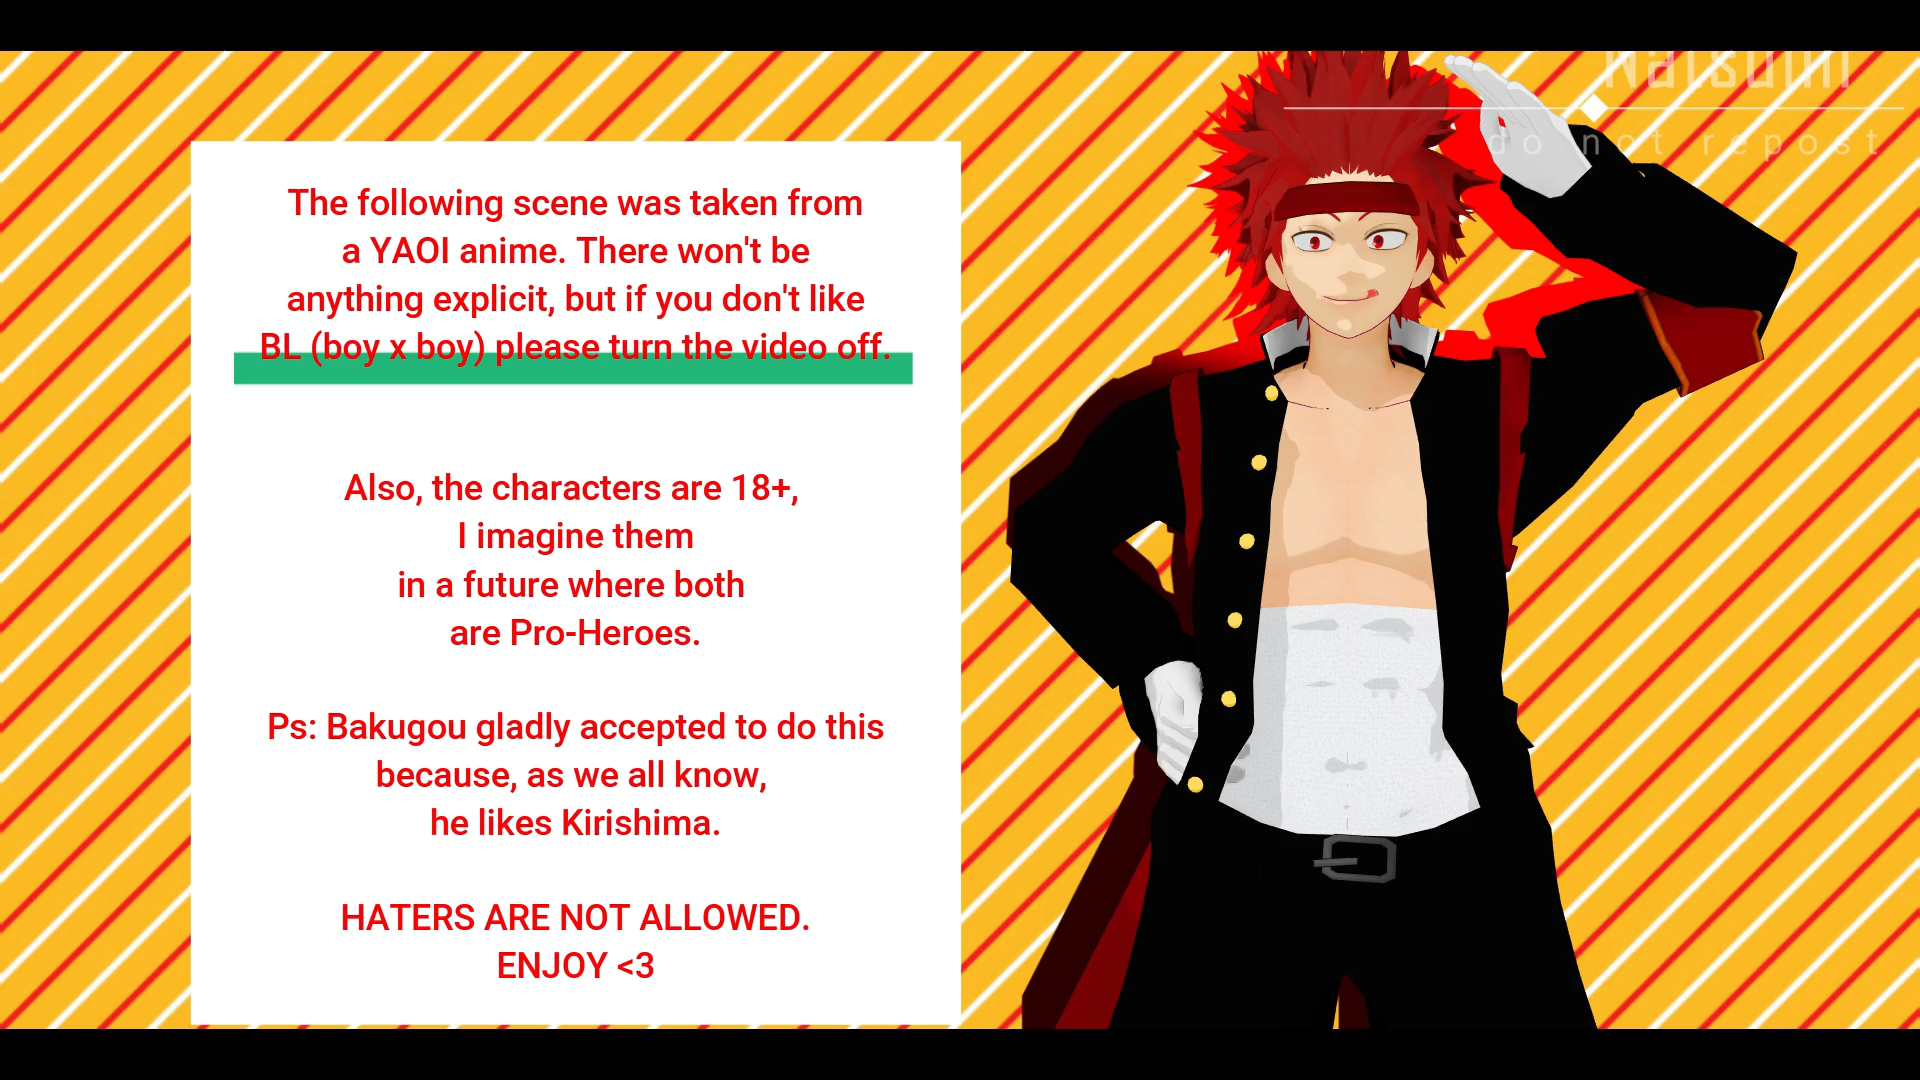 The following scene was taken from
a YAOI anime. There won't be
anything explicit, but if you don't like
BL (boy x boy) please turn the video off.
Also, the characters are 18+,
I imagine them
in a future where both
are Pro-Heroes.
Ps: Bakugou gladly accepted to do this
because, as we all know,
he likes Kirishima.
HATERS ARE NOT ALLOWED.
ENJOY <3
do not repost